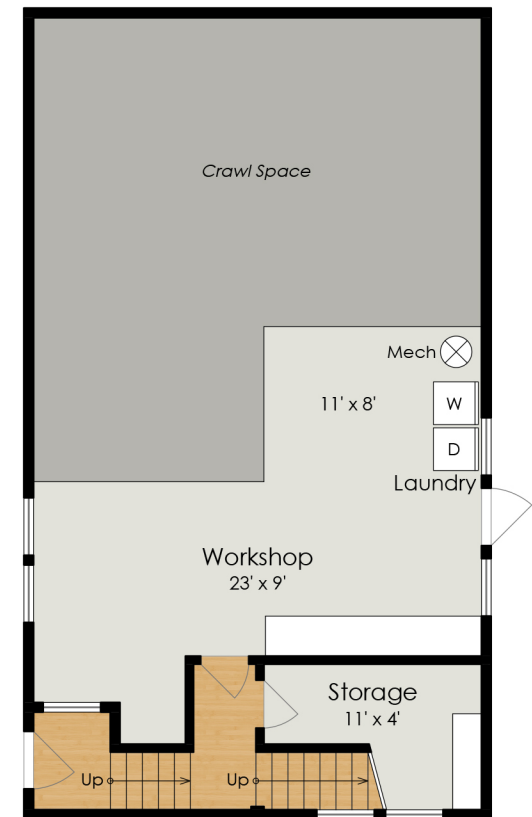 Crawl Space
Mech
11' x 8'
W
D
Laundry
Workshop
23' x 9'
Storage
11' x 4'
Up
Up